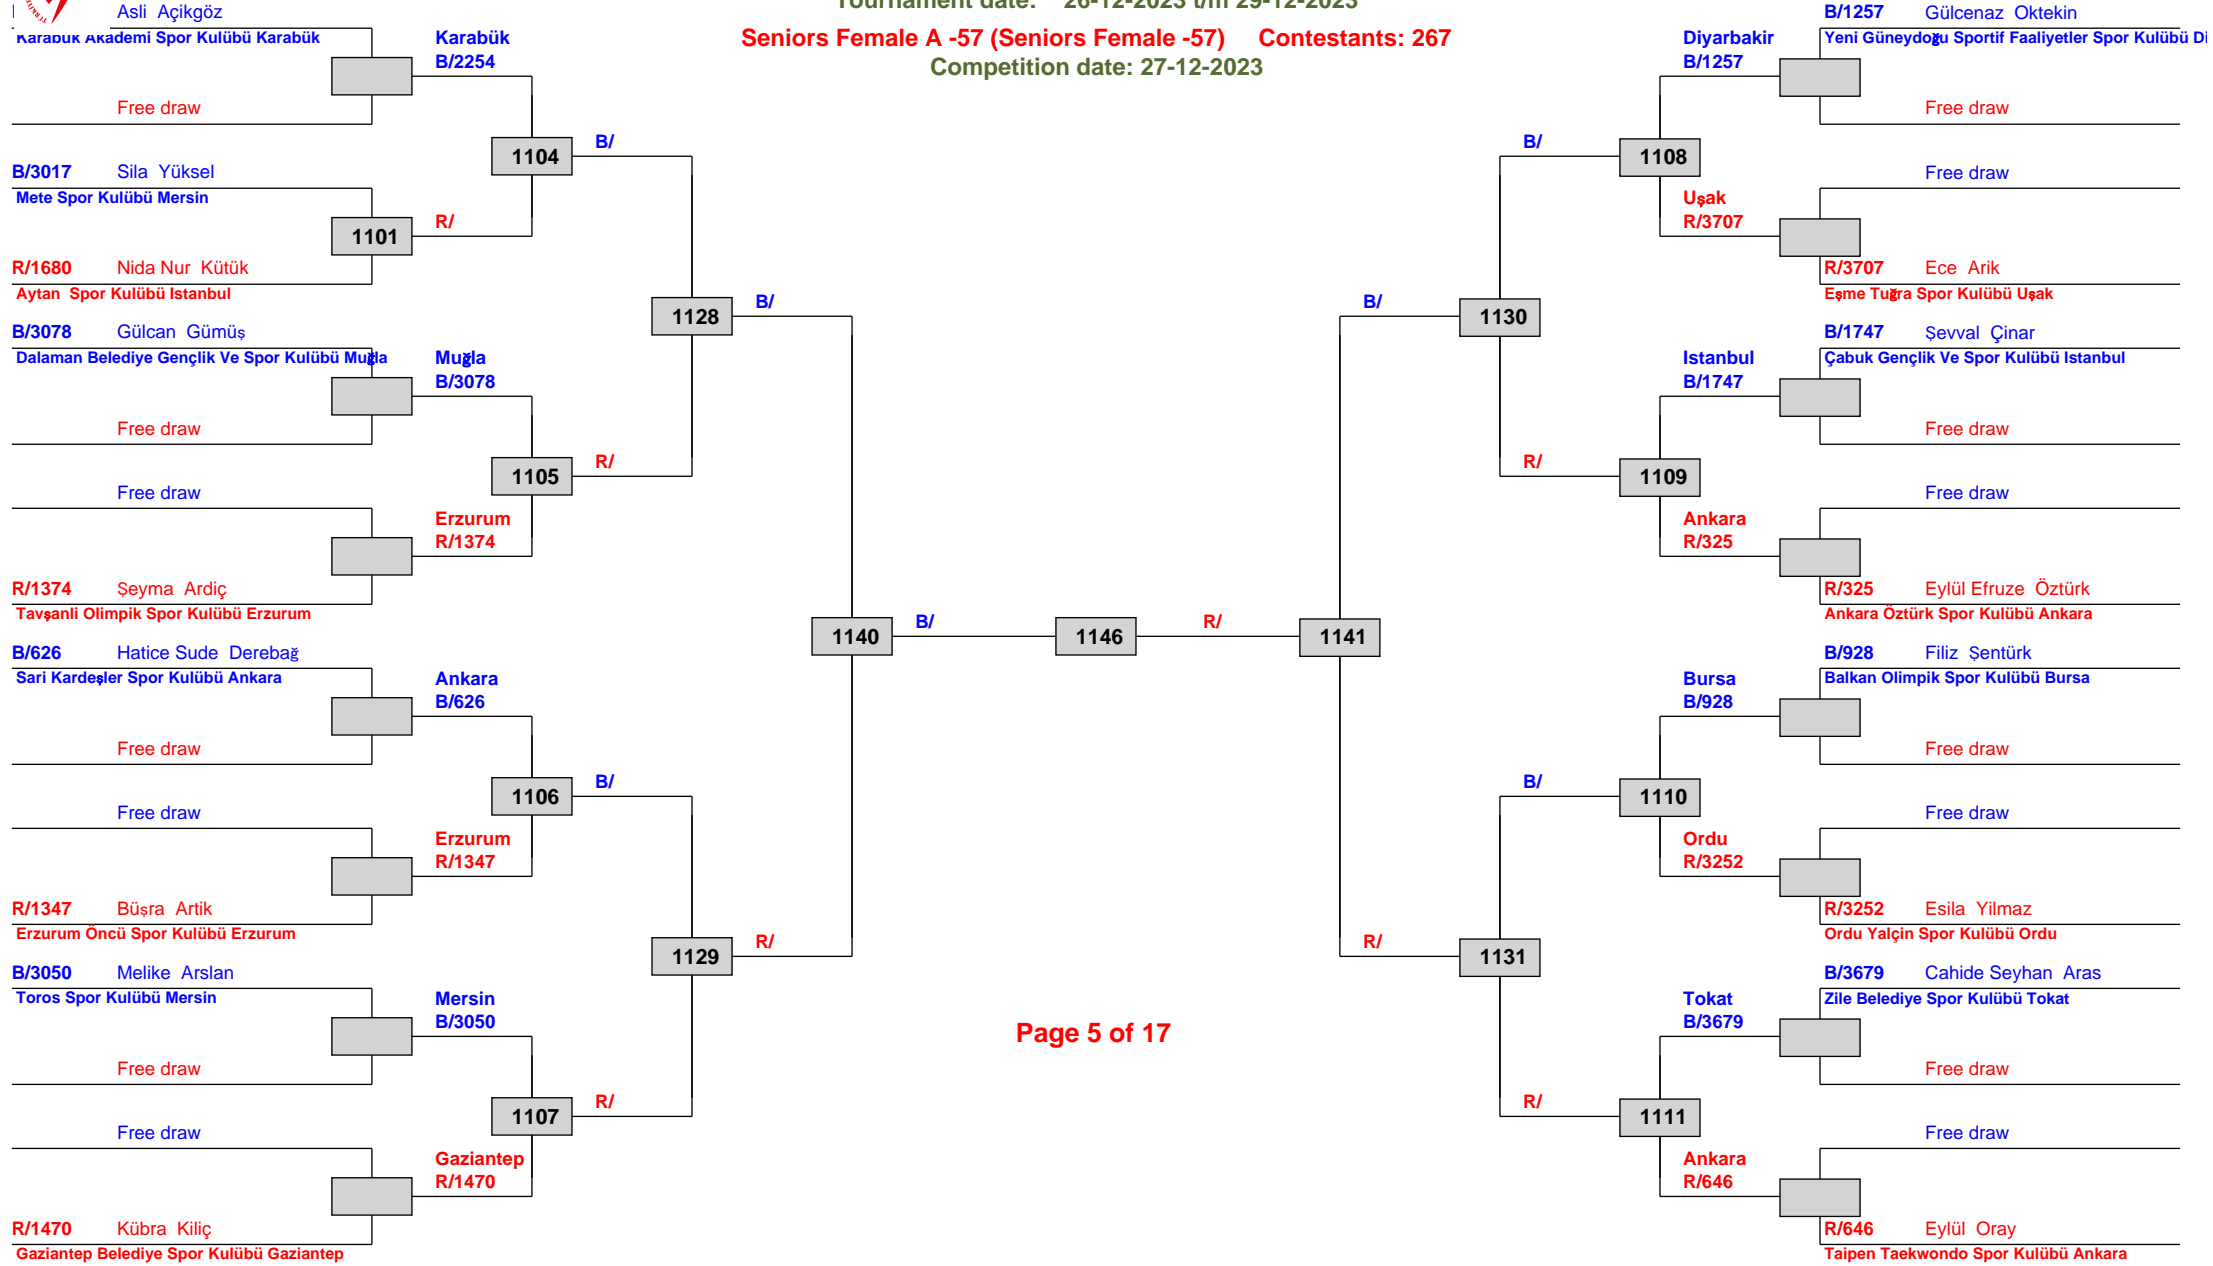 Tournament date: 26-12-2023 t/m 29-12-2023
Seniors Female A -57 (Seniors Female -57) Contestants: 267
Competition date: 27-12-2023
Asli Açikgöz
Karabük Akademi Spor Kulübü Karabük
Free draw
Karabük
B/2254
B/3017 Sila Yüksel
Mete Spor Kulübü Mersin
1101
R/
R/1680 Nida Nur Kütük
Aytan Spor Kulübü Istanbul
1104
B/
B/3078 Gülcan Gümüş
Dalaman Belediye Gençlik Ve Spor Kulübü Muğla
Free draw
Muğla
B/3078
Free draw
R/1374 Şeyma Ardiç
Tavşanli Olimpik Spor Kulübü Erzurum
Erzurum
R/1374
1105
R/
1128
B/
B/626 Hatice Sude Derebağ
Sari Kardeşler Spor Kulübü Ankara
Free draw
Ankara
B/626
Free draw
R/1347 Büşra Artik
Erzurum Öncü Spor Kulübü Erzurum
Erzurum
R/1347
1106
B/
B/3050 Melike Arslan
Toros Spor Kulübü Mersin
Free draw
Mersin
B/3050
Free draw
R/1470 Kübra Kiliç
Gaziantep Belediye Spor Kulübü Gaziantep
Gaziantep
R/1470
1107
R/
1129
R/
1140
B/
1146
R/
1141
B/1257 Gülcenaz Oktekin
Yeni Güneydoğu Sportif Faaliyetler Spor Kulübü Di
Free draw
Diyarbakir
B/1257
Free draw
R/3707 Ece Arik
Eşme Tuğra Spor Kulübü Uşak
Uşak
R/3707
1108
B/
B/1747 Şevval Çinar
Çabuk Gençlik Ve Spor Kulübü Istanbul
Free draw
Istanbul
B/1747
Free draw
R/325 Eylül Efruze Öztürk
Ankara Öztürk Spor Kulübü Ankara
Ankara
R/325
1109
R/
1130
B/
B/928 Filiz Şentürk
Balkan Olimpik Spor Kulübü Bursa
Free draw
Bursa
B/928
Free draw
R/3252 Esila Yilmaz
Ordu Yalçin Spor Kulübü Ordu
Ordu
R/3252
1110
B/
B/3679 Cahide Seyhan Aras
Zile Belediye Spor Kulübü Tokat
Free draw
Tokat
B/3679
Free draw
R/646 Eylül Oray
Taipen Taekwondo Spor Kulübü Ankara
Ankara
R/646
1111
R/
1131
R/
Page 5 of 17